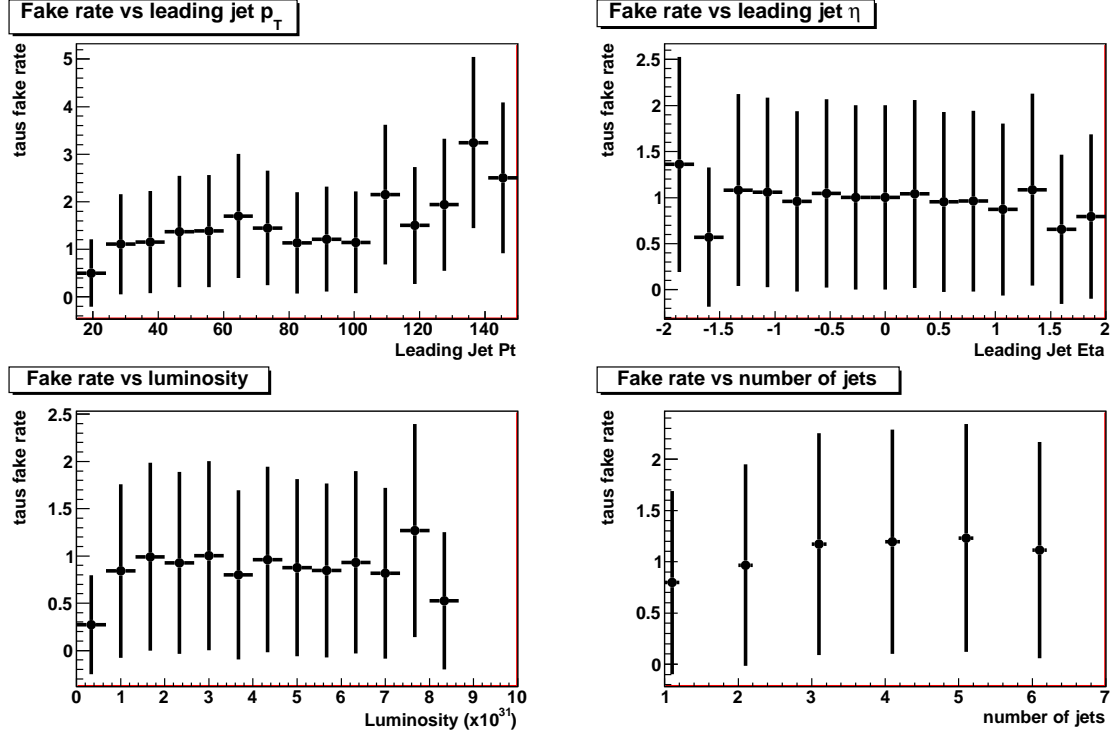 Fake rate vs leading jet p_T
taus fake rate
5
4
3
2
1
0
20 40 60 80 100 120 140
Leading Jet Pt
Fake rate vs leading jet η
taus fake rate
2.5
2
1.5
1
0.5
0
-2 -1.5 -1 -0.5 0 0.5 1 1.5 2
Leading Jet Eta
Fake rate vs luminosity
taus fake rate
2.5
2
1.5
1
0.5
0
0 1 2 3 4 5 6 7 8 9 10
Luminosity (x10^31)
Fake rate vs number of jets
taus fake rate
2
1.5
1
0.5
0
1 2 3 4 5 6 7
number of jets